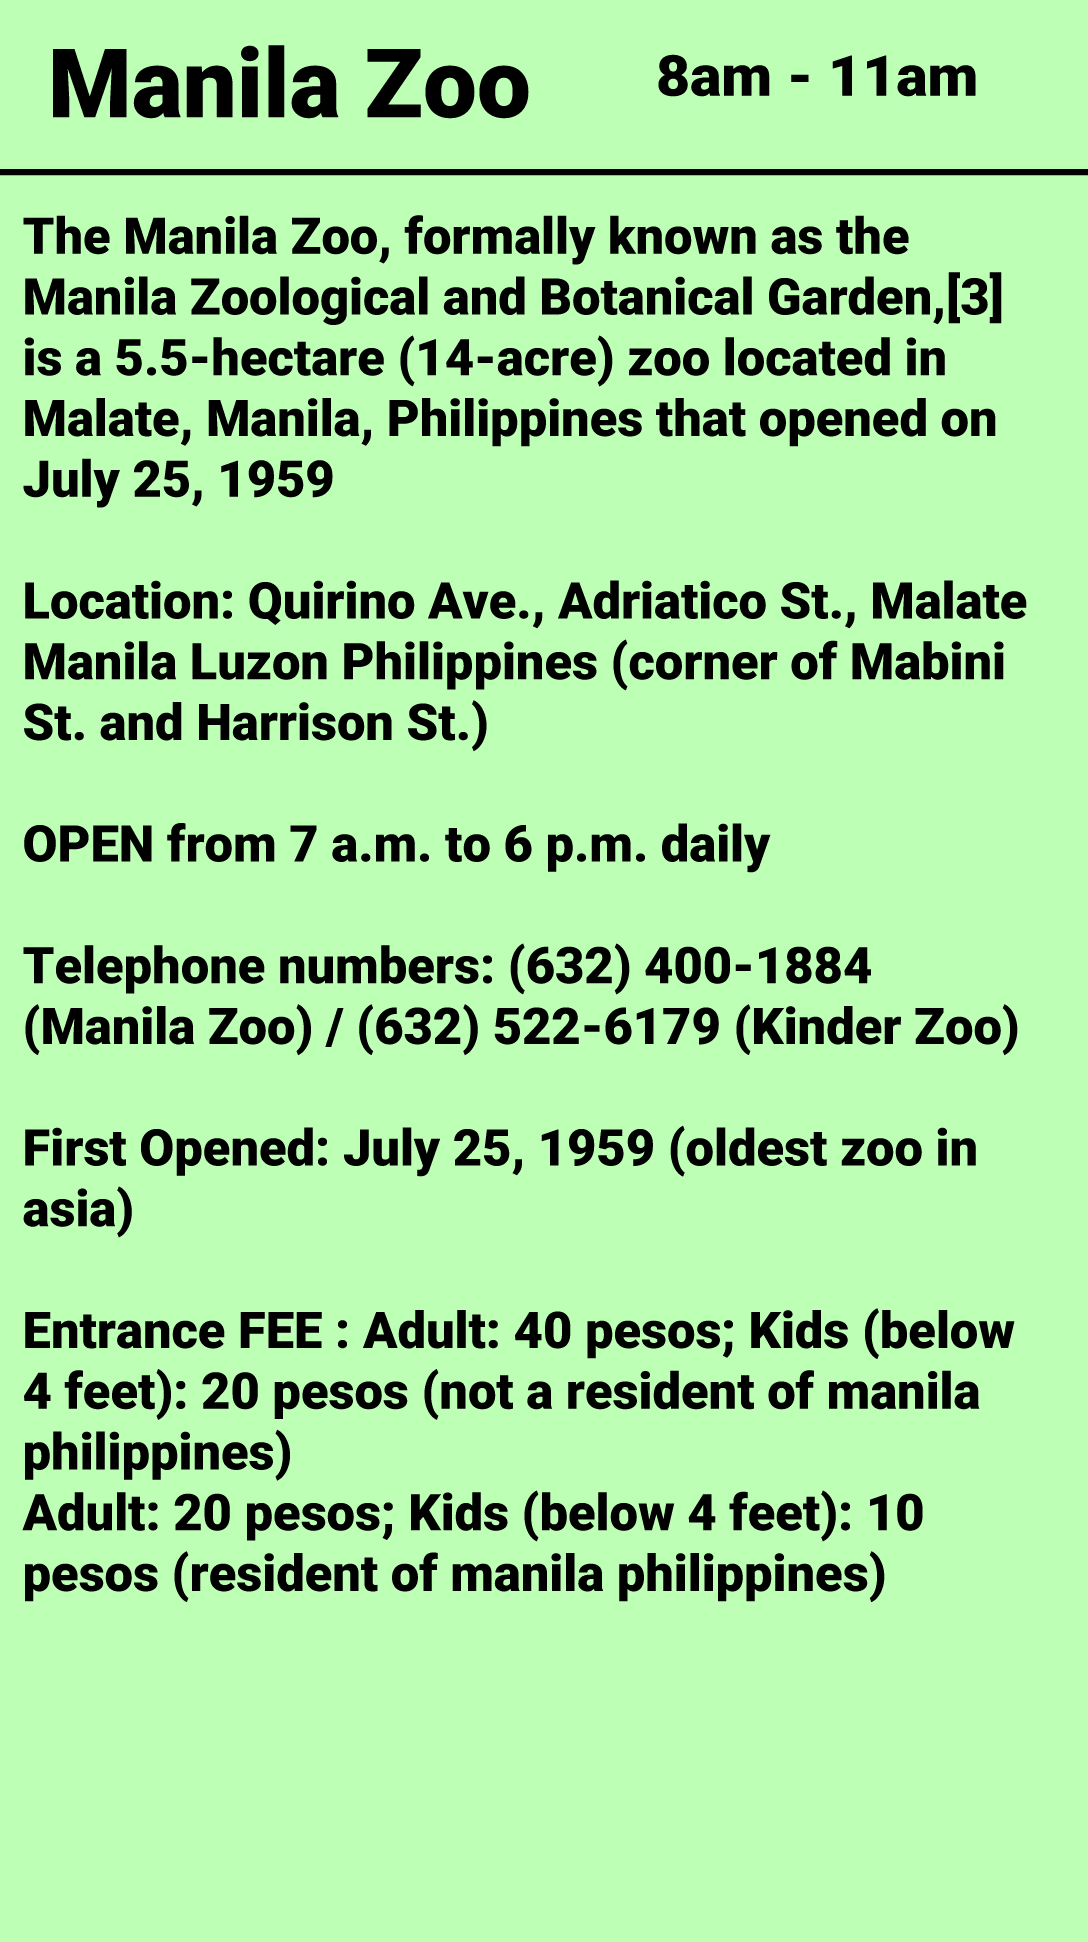 Manila Zoo
8am - 11am
The Manila Zoo, formally known as the
Manila Zoological and Botanical Garden,[3]
is a 5.5-hectare (14-acre) zoo located in
Malate, Manila, Philippines that opened on
July 25, 1959
Location: Quirino Ave., Adriatico St., Malate
Manila Luzon Philippines (corner of Mabini
St. and Harrison St.)
OPEN from 7 a.m. to 6 p.m. daily
Telephone numbers: (632) 400-1884
(Manila Zoo) / (632) 522-6179 (Kinder Zoo)
First Opened: July 25, 1959 (oldest zoo in
asia)
Entrance FEE : Adult: 40 pesos; Kids (below
4 feet): 20 pesos (not a resident of manila
philippines)
Adult: 20 pesos; Kids (below 4 feet): 10
pesos (resident of manila philippines)